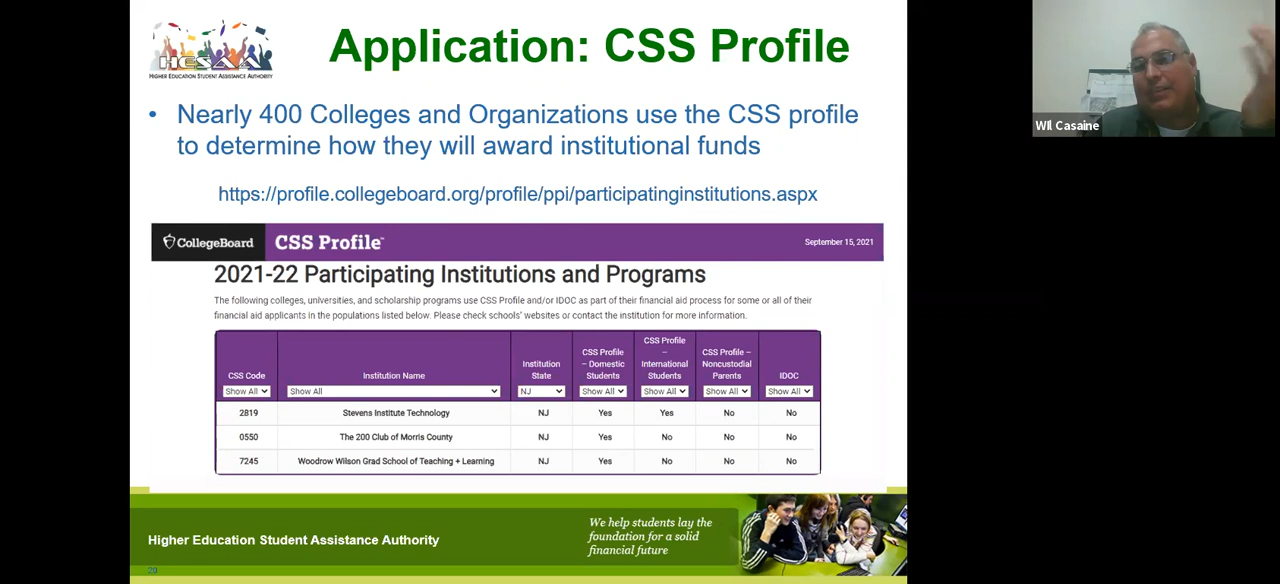 HESAA
HIGHER EDUCATION STUDENT ASSISTANCE AUTHORITY
Application: CSS Profile
• Nearly 400 Colleges and Organizations use the CSS profile
to determine how they will award institutional funds
https://profile.collegeboard.org/profile/ppi/participatinginstitutions.aspx
CollegeBoard CSS Profile™ September 15, 2021
2021-22 Participating Institutions and Programs
The following colleges, universities, and scholarship programs use CSS Profile and/or IDOC as part of their financial aid process for some or all of their
financial aid applicants in the populations listed below. Please check schools' websites or contact the institution for more information.
CSS Code Institution Name Institution State CSS Profile – Domestic Students CSS Profile – International Students CSS Profile – Noncustodial Parents IDOC
Show All Show All NJ Show All Show All Show All Show All
2819 Stevens Institute Technology NJ Yes Yes No No
0550 The 200 Club of Morris County NJ Yes No No No
7245 Woodrow Wilson Grad School of Teaching + Learning NJ Yes No No No
Higher Education Student Assistance Authority
We help students lay the
foundation for a solid
financial future
20
WIl Casaine